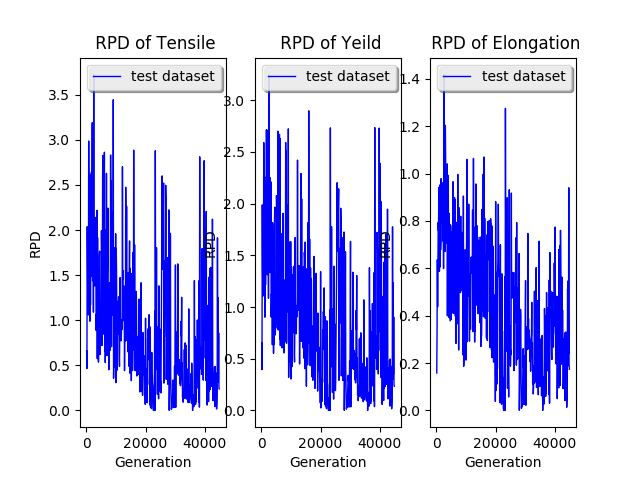 RPD of Tensile
test dataset
RPD
3.5
3.0
2.5
2.0
1.5
1.0
0.5
0.0
0
20000
40000
Generation
RPD of Yeild
test dataset
RPD
3.0
2.5
2.0
1.5
1.0
0.5
0.0
0
20000
40000
Generation
RPD of Elongation
test dataset
RPD
1.4
1.2
1.0
0.8
0.6
0.4
0.2
0.0
0
20000
40000
Generation